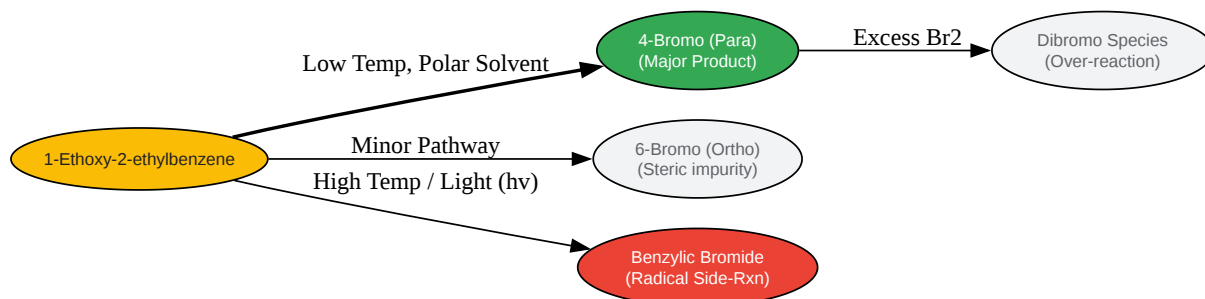 Low Temp, Polar Solvent
4-Bromo (Para)
(Major Product)
Excess Br2
Dibromo Species
(Over-reaction)
1-Ethoxy-2-ethylbenzene
Minor Pathway
6-Bromo (Ortho)
(Steric impurity)
High Temp / Light (hv)
Benzylic Bromide
(Radical Side-Rxn)